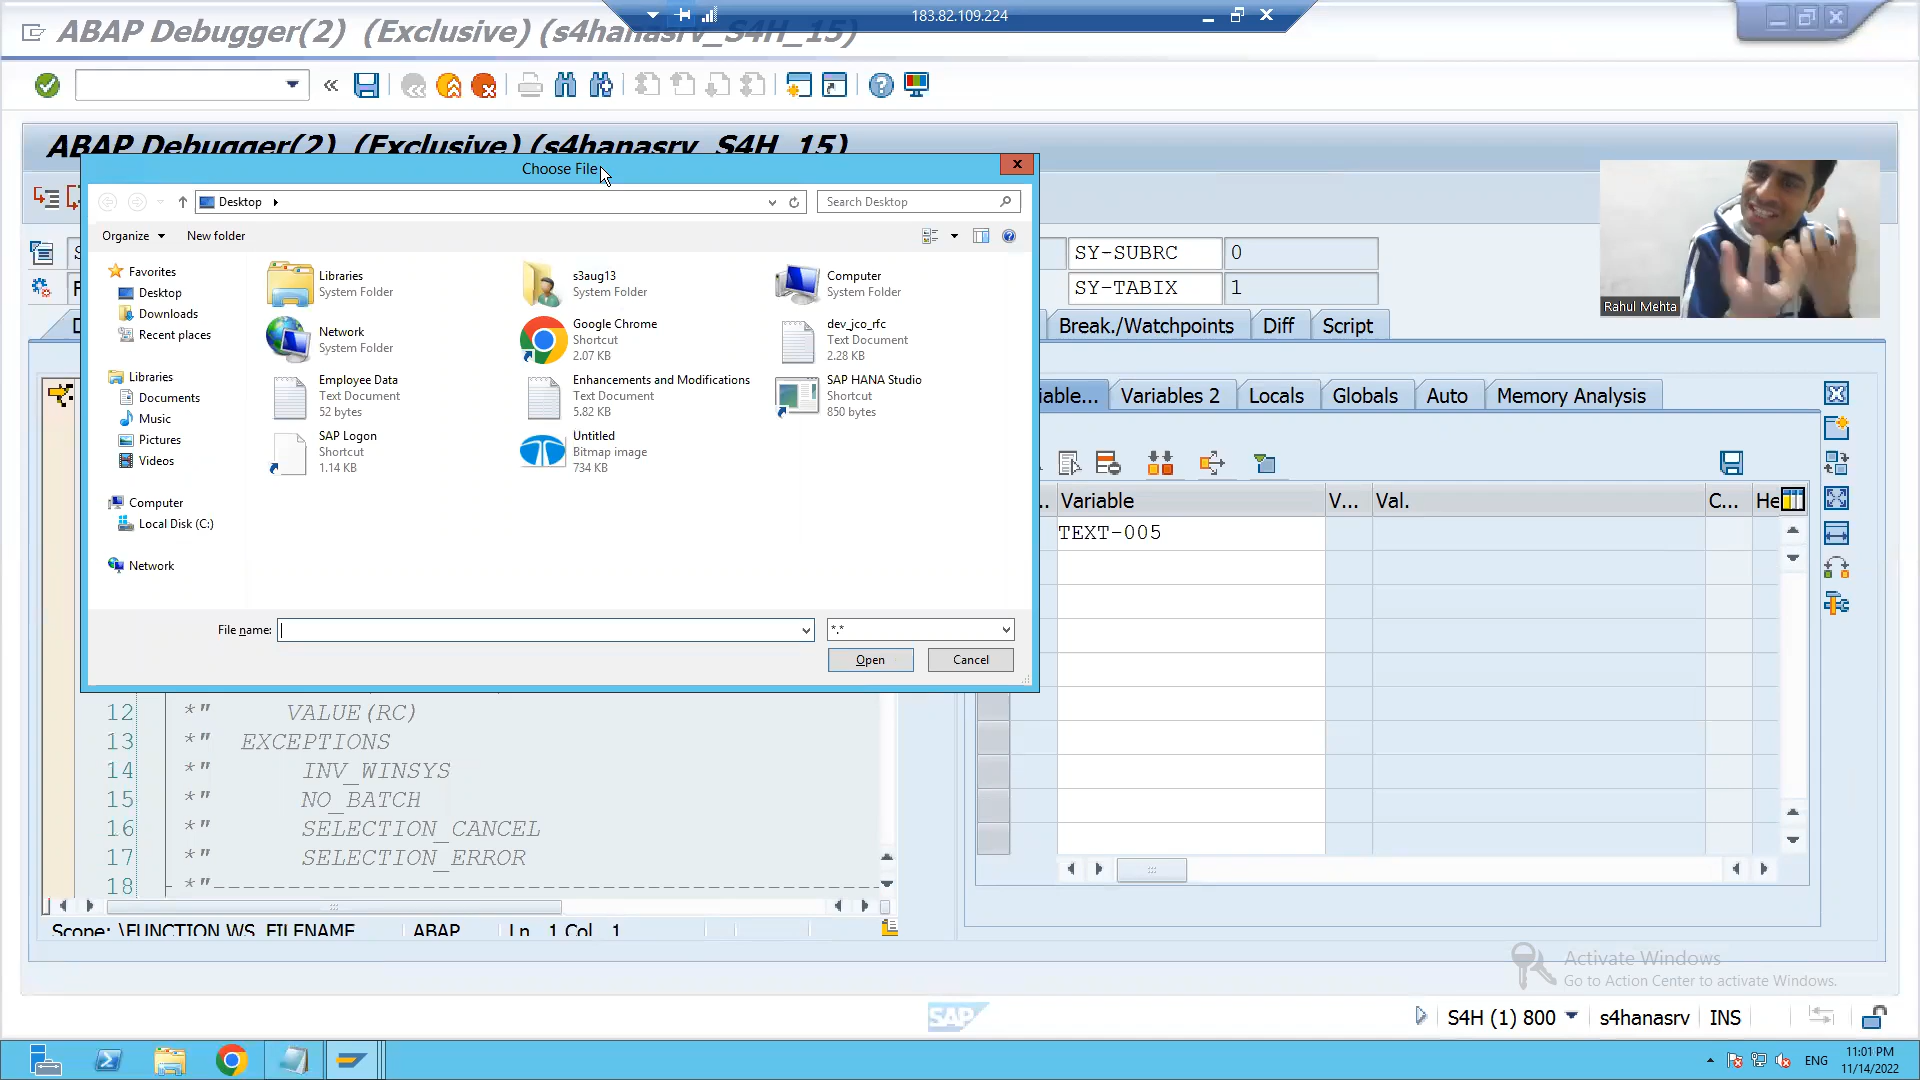 ABAP Debugger(2) (Exclusive) (s4hanasrv_S4H_15)
183.82.109.224
ABAP Debugger(2) (Exclusive) (s4hanasrv_S4H_15)
Choose File
Desktop
Search Desktop
Organize
New folder
Favorites
Desktop
Downloads
Recent places
Libraries
Documents
Music
Pictures
Videos
Computer
Local Disk (C:)
Network
Libraries
System Folder
s3aug13
System Folder
Computer
System Folder
Network
System Folder
Google Chrome
Shortcut
2.07 KB
dev_jco_rfc
Text Document
2.28 KB
Employee Data
Text Document
52 bytes
Enhancements and Modifications
Text Document
5.82 KB
SAP HANA Studio
Shortcut
850 bytes
SAP Logon
Shortcut
1.14 KB
Untitled
Bitmap image
734 KB
File name:
*.*
Open
Cancel
SY-SUBRC 0
SY-TABIX 1
Break./Watchpoints
Diff
Script
Rahul Mehta
iable...
Variables 2
Locals
Globals
Auto
Memory Analysis
Variable
V...
Val.
C...
He
TEXT-005
12 *" VALUE(RC)
13 *" EXCEPTIONS
14 *" INV_WINSYS
15 *" NO_BATCH
16 *" SELECTION_CANCEL
17 *" SELECTION_ERROR
18 *"--------------------------------------------
Scope: \FUNCTION WS_FILENAME
ABAP
Ln 1 Col 1
Activate Windows
Go to Action Center to activate Windows.
SAP
S4H (1) 800
s4hanasrv
INS
ENG
11:01 PM
11/14/2022